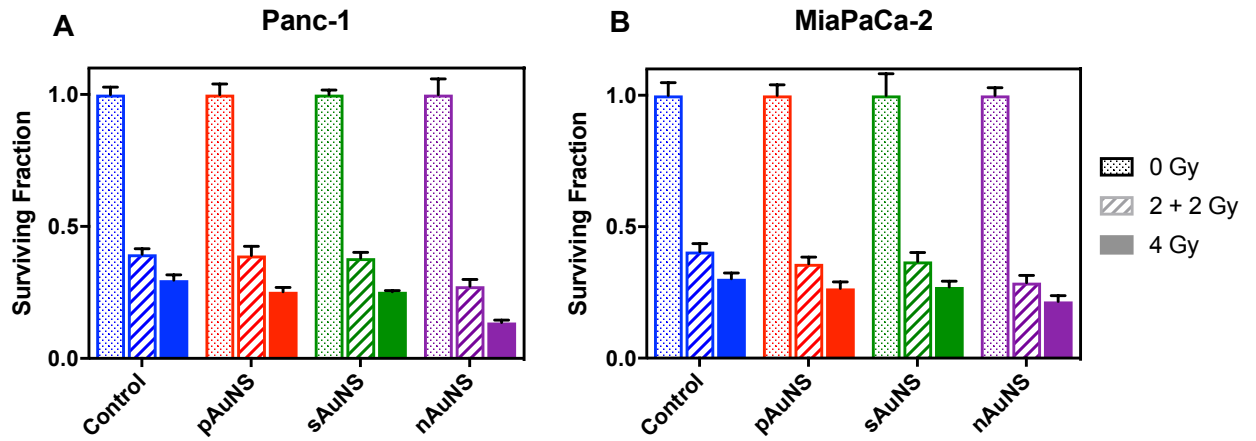 A
Panc-1
Surviving Fraction
1.0
0.5
0.0
Control
pAuNS
sAuNS
nAuNS
B
MiaPaCa-2
Surviving Fraction
1.0
0.5
0.0
Control
pAuNS
sAuNS
nAuNS
0 Gy
2 + 2 Gy
4 Gy